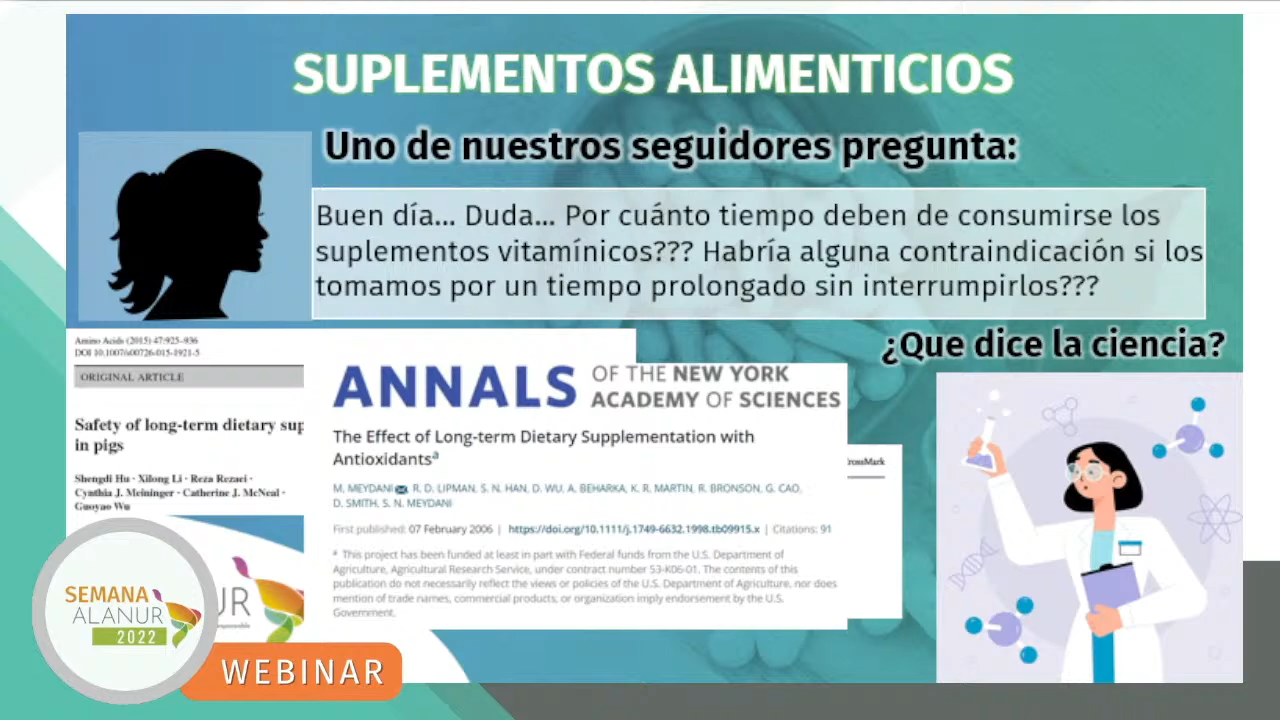 SUPLEMENTOS ALIMENTICIOS
Uno de nuestros seguidores pregunta:
Buen día... Duda... Por cuánto tiempo deben de consumirse los
suplementos vitamínicos??? Habría alguna contraindicación si los
tomamos por un tiempo prolongado sin interrumpirlos???
¿Que dice la ciencia?
Amino Acids (2015) 47:925–936
DOI 10.1007/s00726-015-1921-5
ORIGINAL ARTICLE
Safety of long-term dietary sup
in pigs
Shengdi Hu · Xilong Li · Reza Rezaei ·
Cynthia J. Meininger · Catherine J. McNeal ·
Guoyao Wu
ANNALS OF THE NEW YORK
ACADEMY OF SCIENCES
The Effect of Long-term Dietary Supplementation with
Antioxidantsª
M. MEYDANI, R. D. LIPMAN, S. N. HAN, D. WU, A. BEHARKA, K. R. MARTIN, R. BRONSON, G. CAO,
D. SMITH, S. N. MEYDANI
First published: 07 February 2006 | https://doi.org/10.1111/j.1749-6632.1998.tb09915.x | Citations: 91
ª This project has been funded at least in part with Federal funds from the U.S. Department of
Agriculture, Agricultural Research Service, under contract number 53-K06-01. The contents of this
publication do not necessarily reflect the views or policies of the U.S. Department of Agriculture, nor does
mention of trade names, commercial products, or organization imply endorsement by the U.S.
Government.
CrossMark
UR
SEMANA
ALANUR
2022
WEBINAR